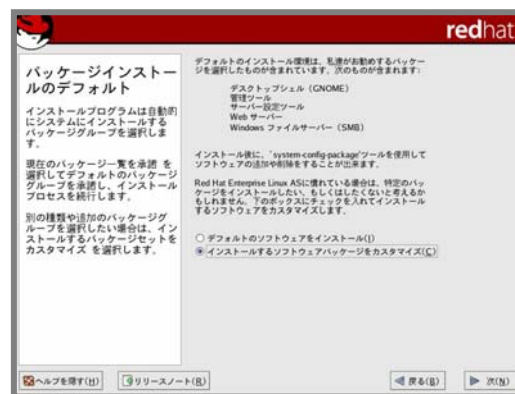 redhat
パッケージインストー
ルのデフォルト
インストールプログラムは自動的
にシステムにインストールする
パッケージグループを選択しま
す。
現在のパッケージ一覧を承諾 を
選択してデフォルトのパッケージ
グループを承諾し、インストール
プロセスを続行します。
別の種類や追加のパッケージグ
ループを選択したい場合は、イン
ストールするパッケージセットを
カスタマイズ を選択します。
デフォルトのインストール環境は、私達がお勧めするパッケー
ジを選択したものが含まれています。次のものが含まれます:
デスクトップシェル (GNOME)
管理ツール
サーバー設定ツール
Web サーバー
Windows ファイルサーバー (SMB)
インストール後に、`system-config-package'ツールを使用して
ソフトウェアの追加や削除をすることが出来ます。
Red Hat Enterprise Linux ASに慣れている場合は、特定のパッ
ケージをインストールしたい、もしくはしたくないと考えるか
もしれません。下のボックスにチェックを入れてインストール
するソフトウェアをカスタマイズします。
デフォルトのソフトウェアをインストール(I)
インストールするソフトウェアパッケージをカスタマイズ(C)
ヘルプを隠す(H)
リリースノート(R)
戻る(B)
次(N)